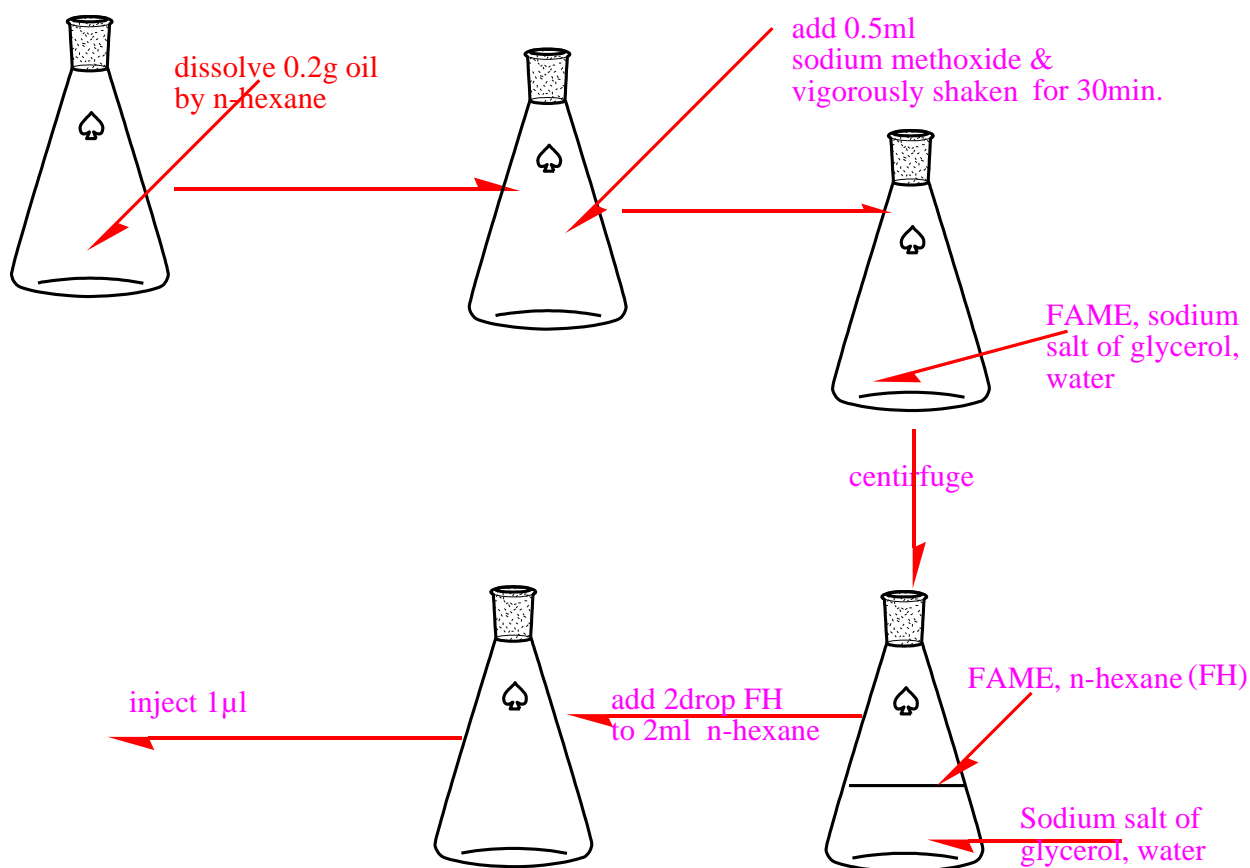 dissolve 0.2g oil
by n-hexane
add 0.5ml
sodium methoxide &
vigorously shaken for 30min.
FAME, sodium
salt of glycerol,
water
centirfuge
FAME, n-hexane (FH)
Sodium salt of
glycerol, water
add 2drop FH
to 2ml n-hexane
inject 1µl